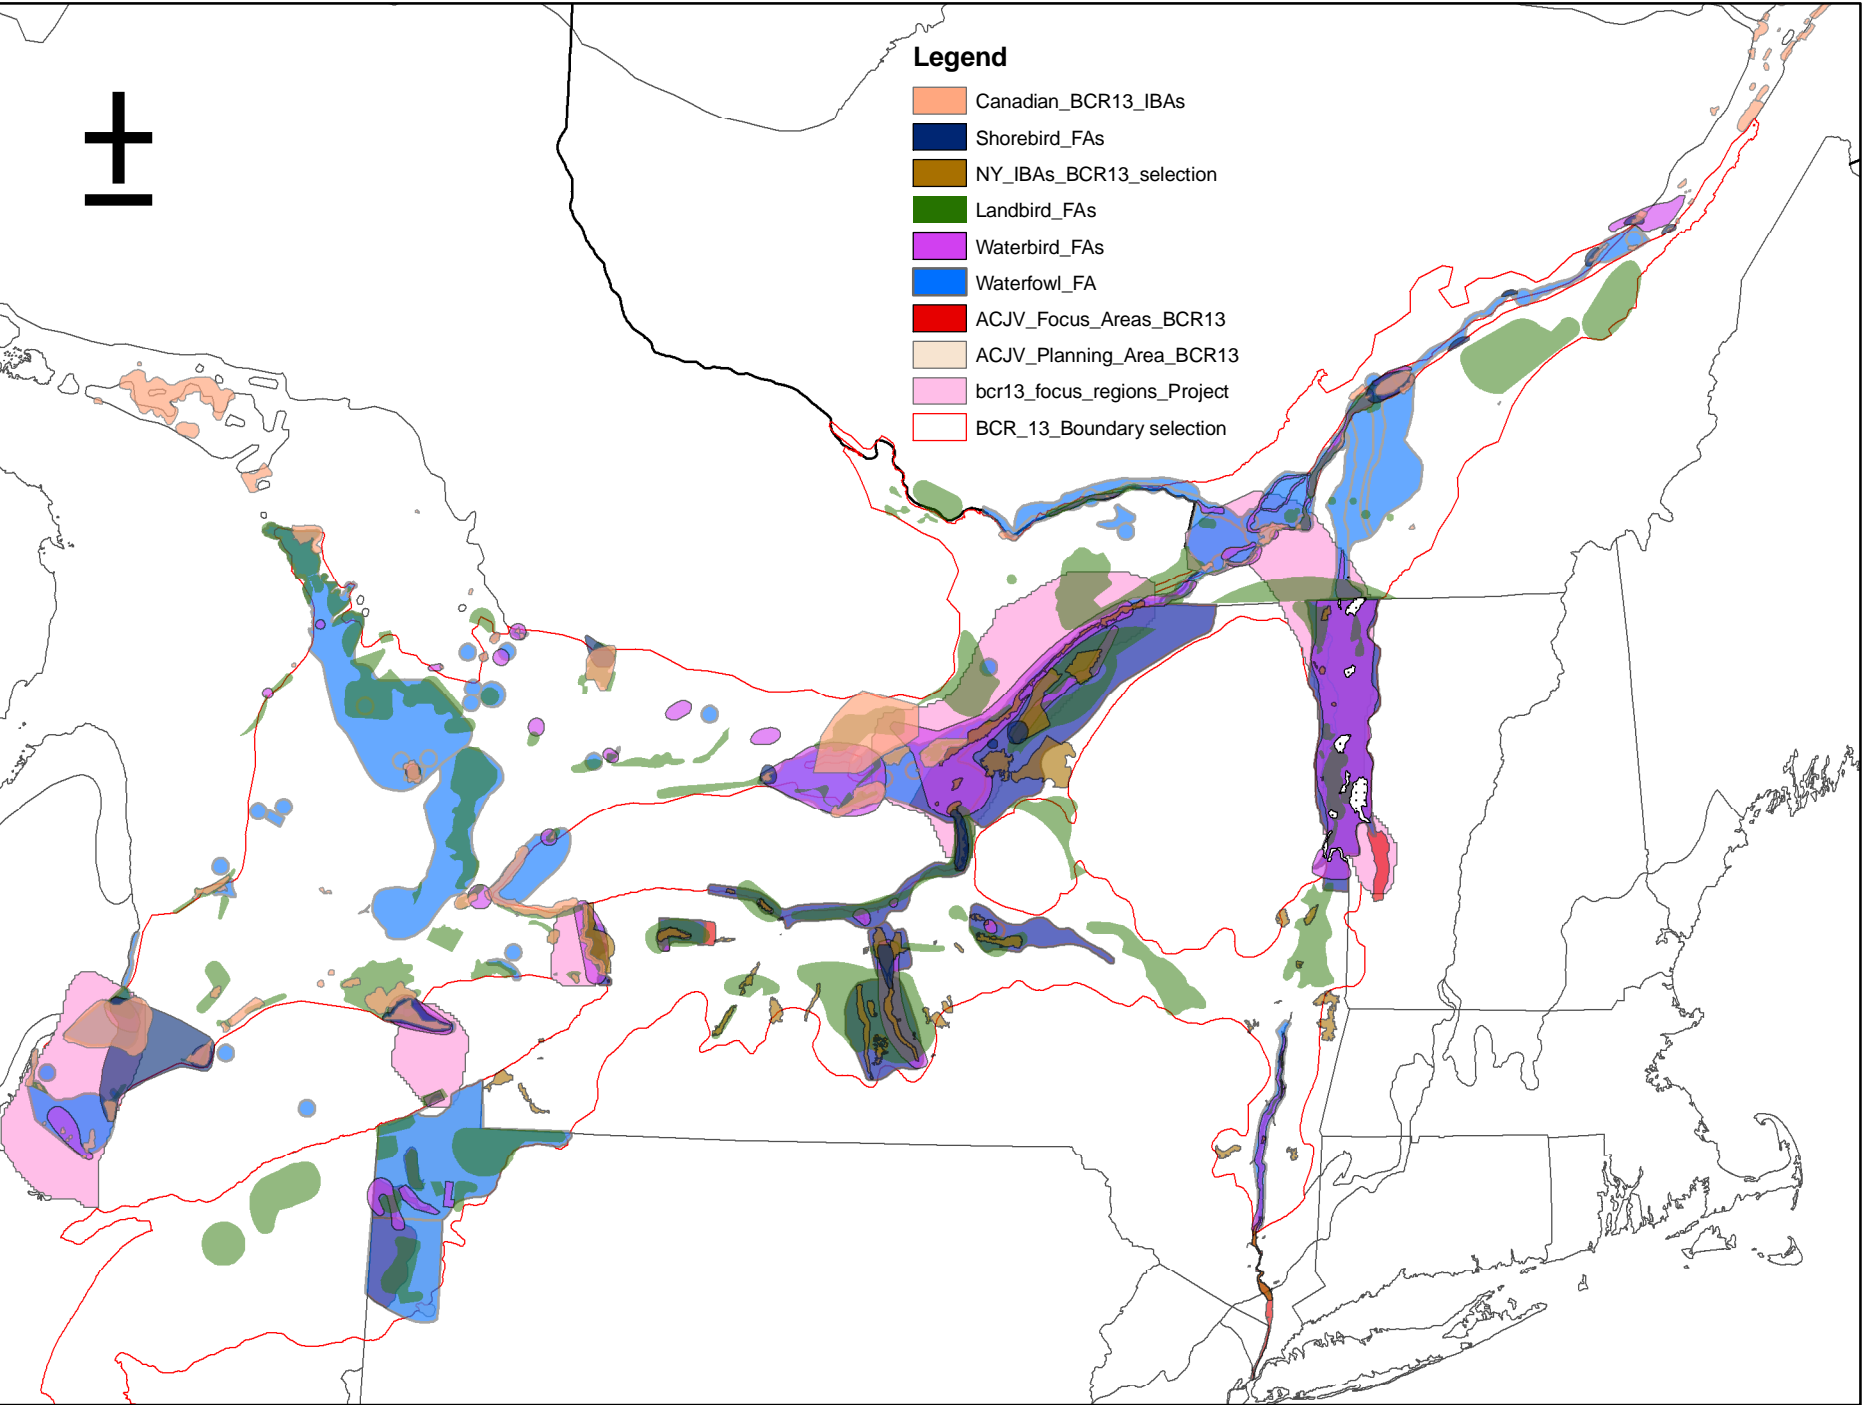 Legend
Canadian_BCR13_IBAs
Shorebird_FAs
NY_IBAs_BCR13_selection
Landbird_FAs
Waterbird_FAs
Waterfowl_FA
ACJV_Focus_Areas_BCR13
ACJV_Planning_Area_BCR13
bcr13_focus_regions_Project
BCR_13_Boundary selection